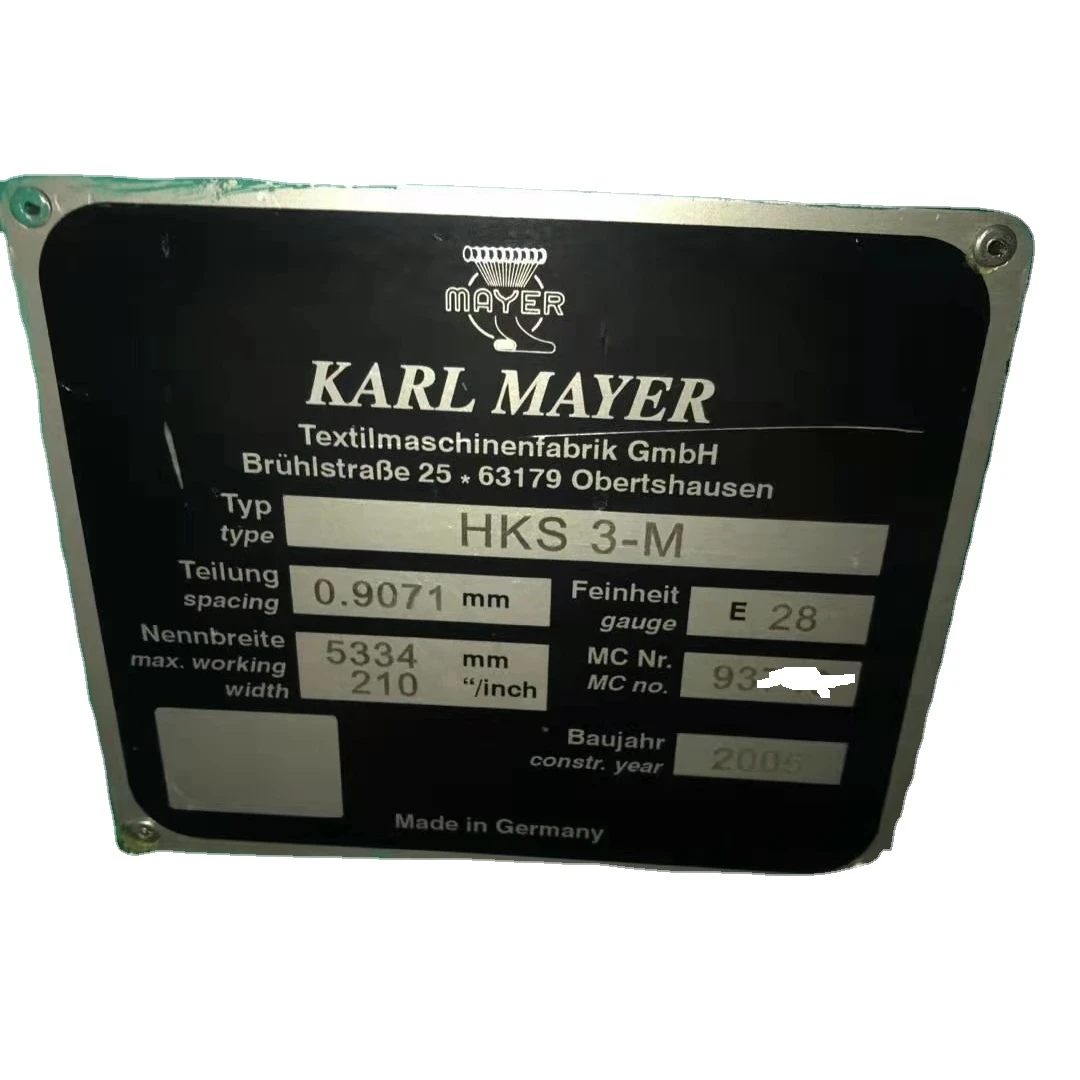 MAYER
KARL MAYER
Textilmaschinenfabrik GmbH
Brühlstraße 25 * 63179 Obertshausen
Typ HKS 3-M
type
Teilung 0.9071 mm
spacing
Feinheit E 28
gauge
Nennbreite 5334 mm
max. working 210 “/inch
width
MC Nr.
MC no.
Baujahr
constr. year
Made in Germany